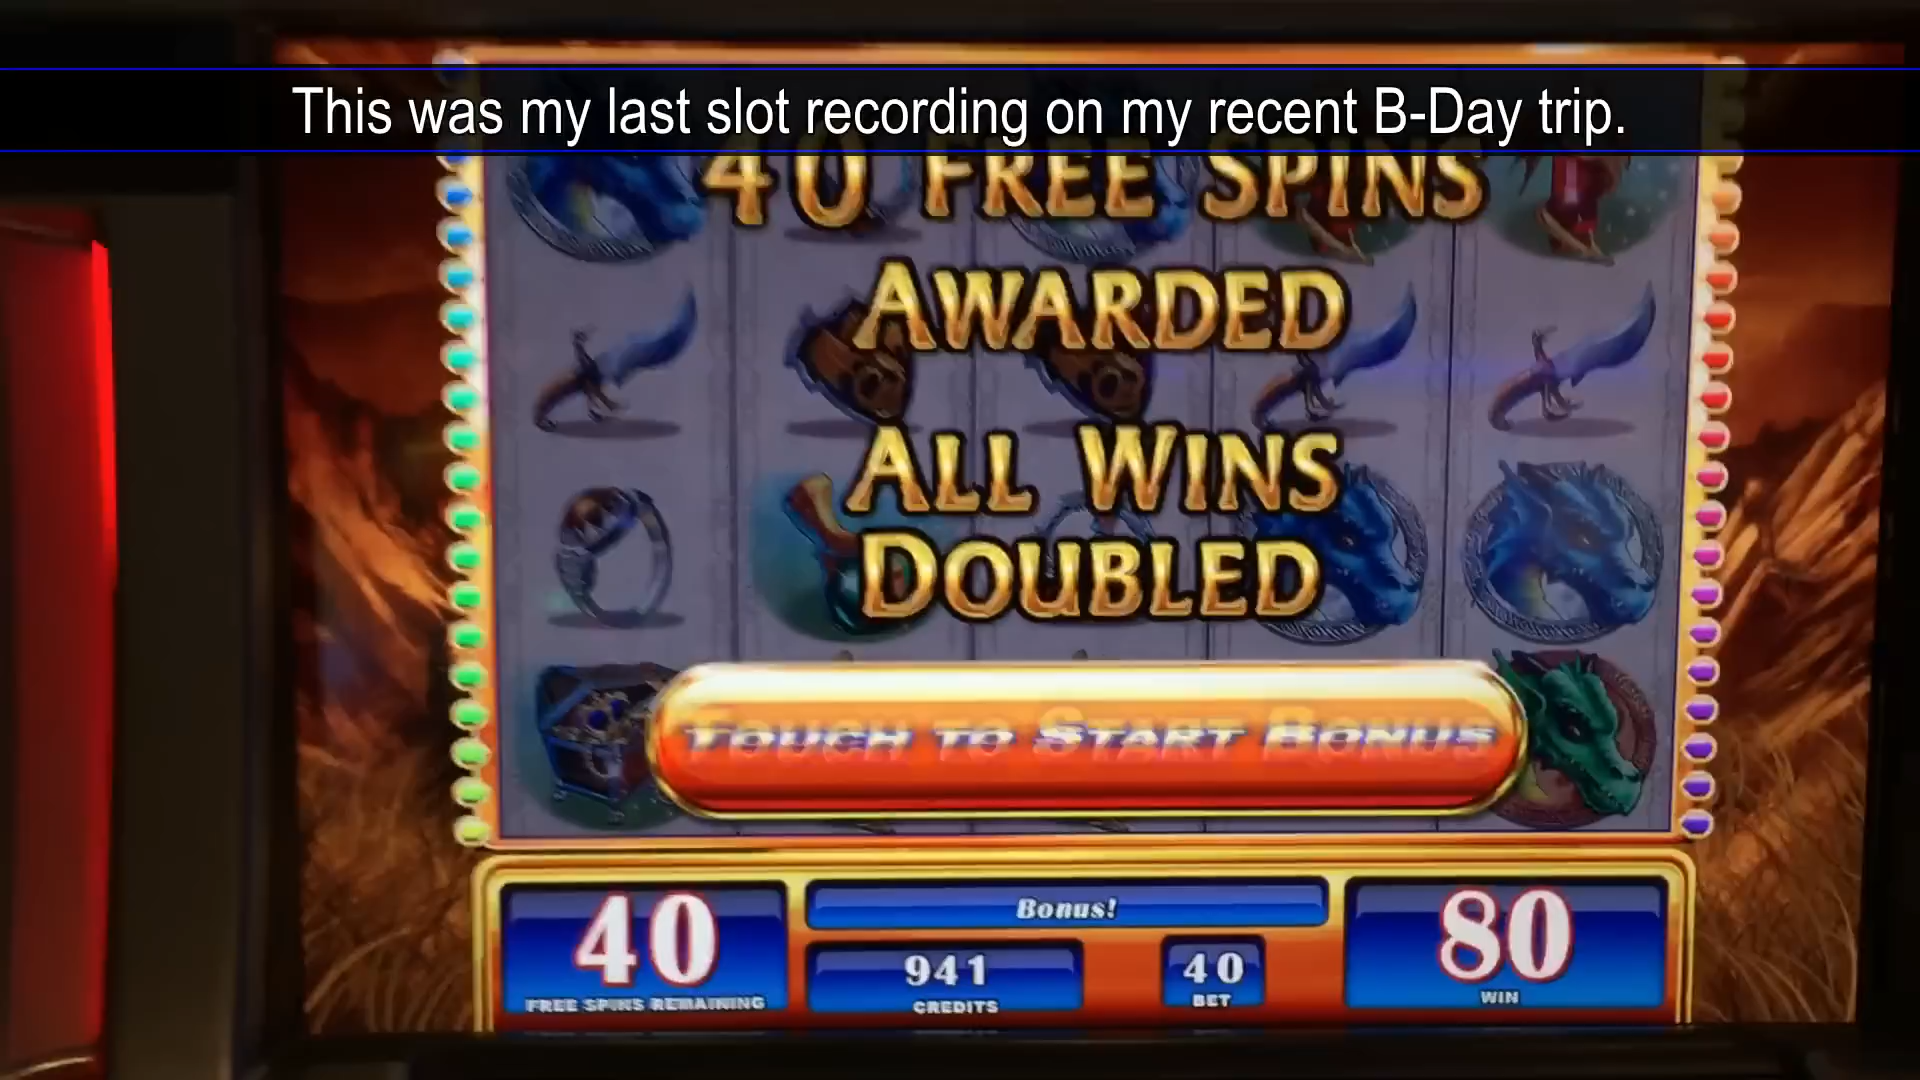 This was my last slot recording on my recent B-Day trip.
40 FREE SPINS
AWARDED
ALL WINS
DOUBLED
TOUCH TO START BONUS
40
FREE SPINS REMAINING
Bonus!
941
CREDITS
40
BET
80
WIN